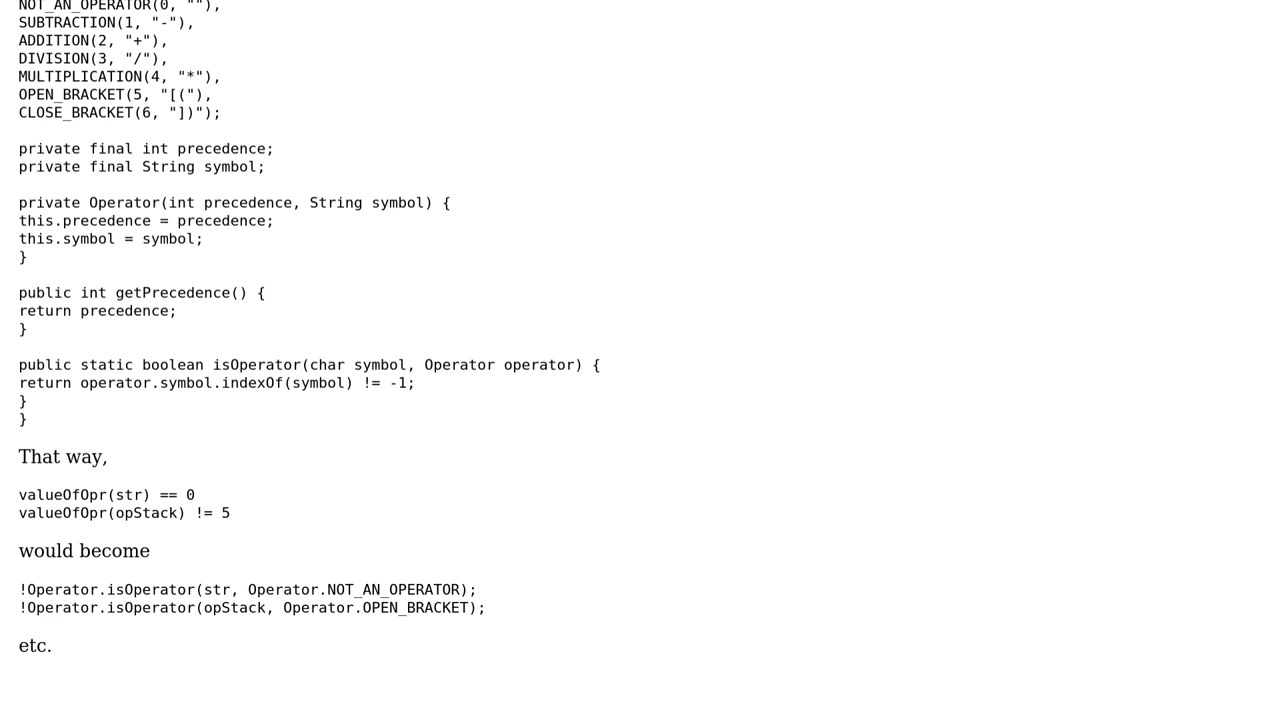 NOT_AN_OPERATOR(0, ""),
SUBTRACTION(1, "-"),
ADDITION(2, "+"),
DIVISION(3, "/"),
MULTIPLICATION(4, "*"),
OPEN_BRACKET(5, "[("),
CLOSE_BRACKET(6, "])");
private final int precedence;
private final String symbol;
private Operator(int precedence, String symbol) {
this.precedence = precedence;
this.symbol = symbol;
}
public int getPrecedence() {
return precedence;
}
public static boolean isOperator(char symbol, Operator operator) {
return operator.symbol.indexOf(symbol) != -1;
}
}
That way,
valueOfOpr(str) == 0
valueOfOpr(opStack) != 5
would become
!Operator.isOperator(str, Operator.NOT_AN_OPERATOR);
!Operator.isOperator(opStack, Operator.OPEN_BRACKET);
etc.